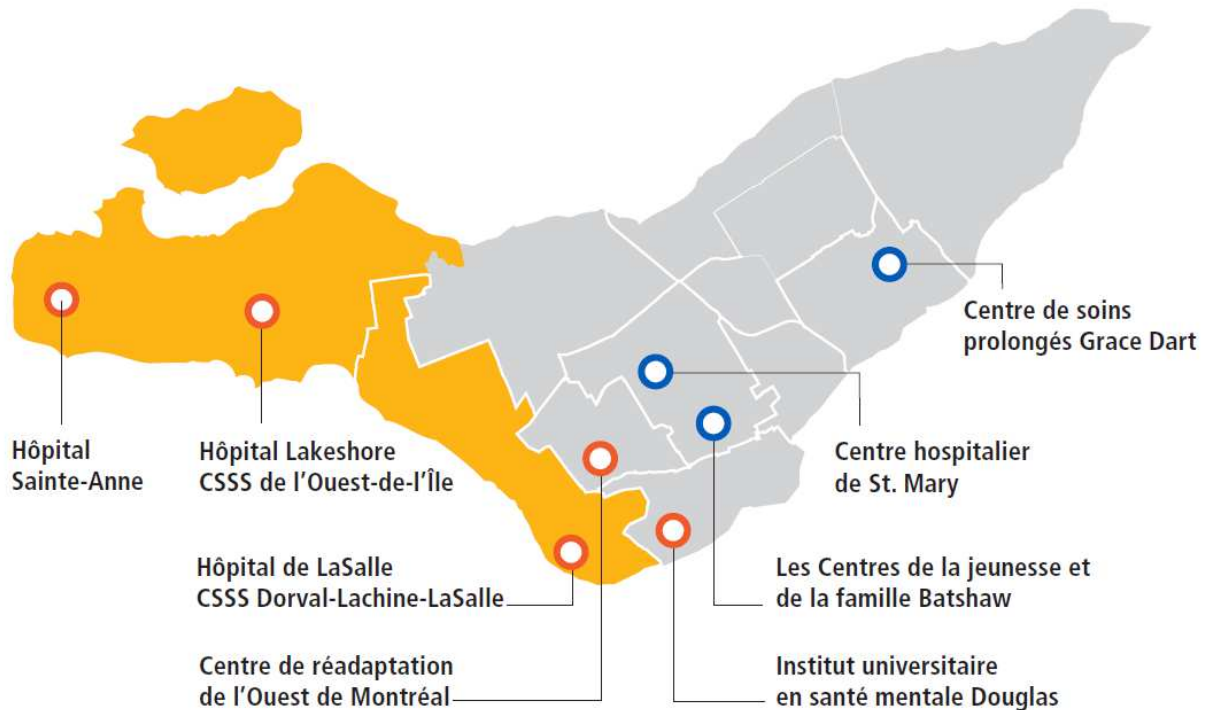 Centre de soins
prolongés Grace Dart
Hôpital
Sainte-Anne
Hôpital Lakeshore
CSSS de l'Ouest-de-l'Île
Centre hospitalier
de St. Mary
Hôpital de LaSalle
CSSS Dorval-Lachine-LaSalle
Les Centres de la jeunesse et
de la famille Batshaw
Centre de réadaptation
de l'Ouest de Montréal
Institut universitaire
en santé mentale Douglas